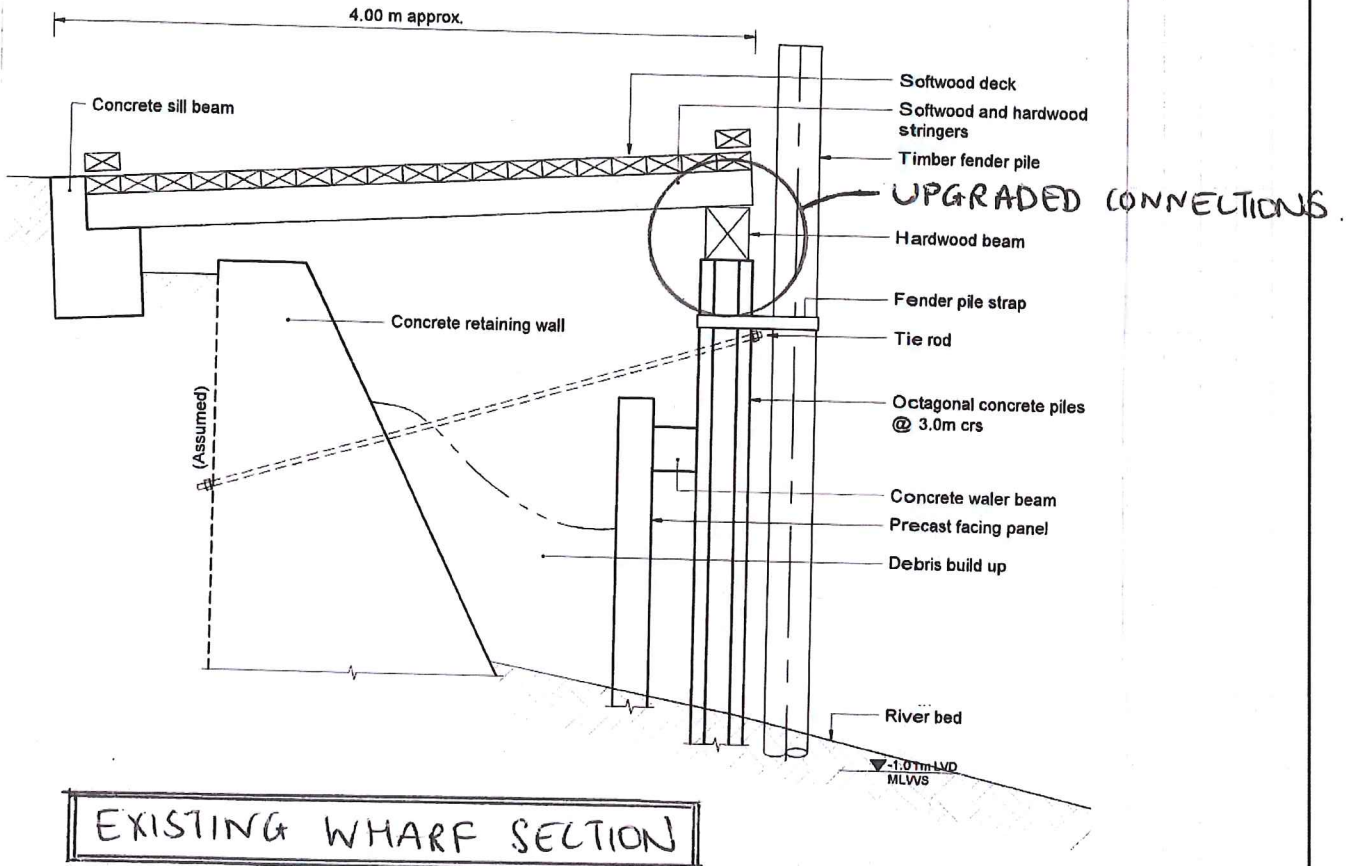 4.00 m approx.
Softwood deck
Concrete sill beam
Softwood and hardwood
stringers
Timber fender pile
UPGRADED CONNECTIONS.
Hardwood beam
Fender pile strap
Concrete retaining wall
Tie rod
(Assumed)
Octagonal concrete piles
@ 3.0m crs
Concrete waler beam
Precast facing panel
Debris build up
River bed
-1.01m LVD
MLWS
EXISTING WHARF SECTION